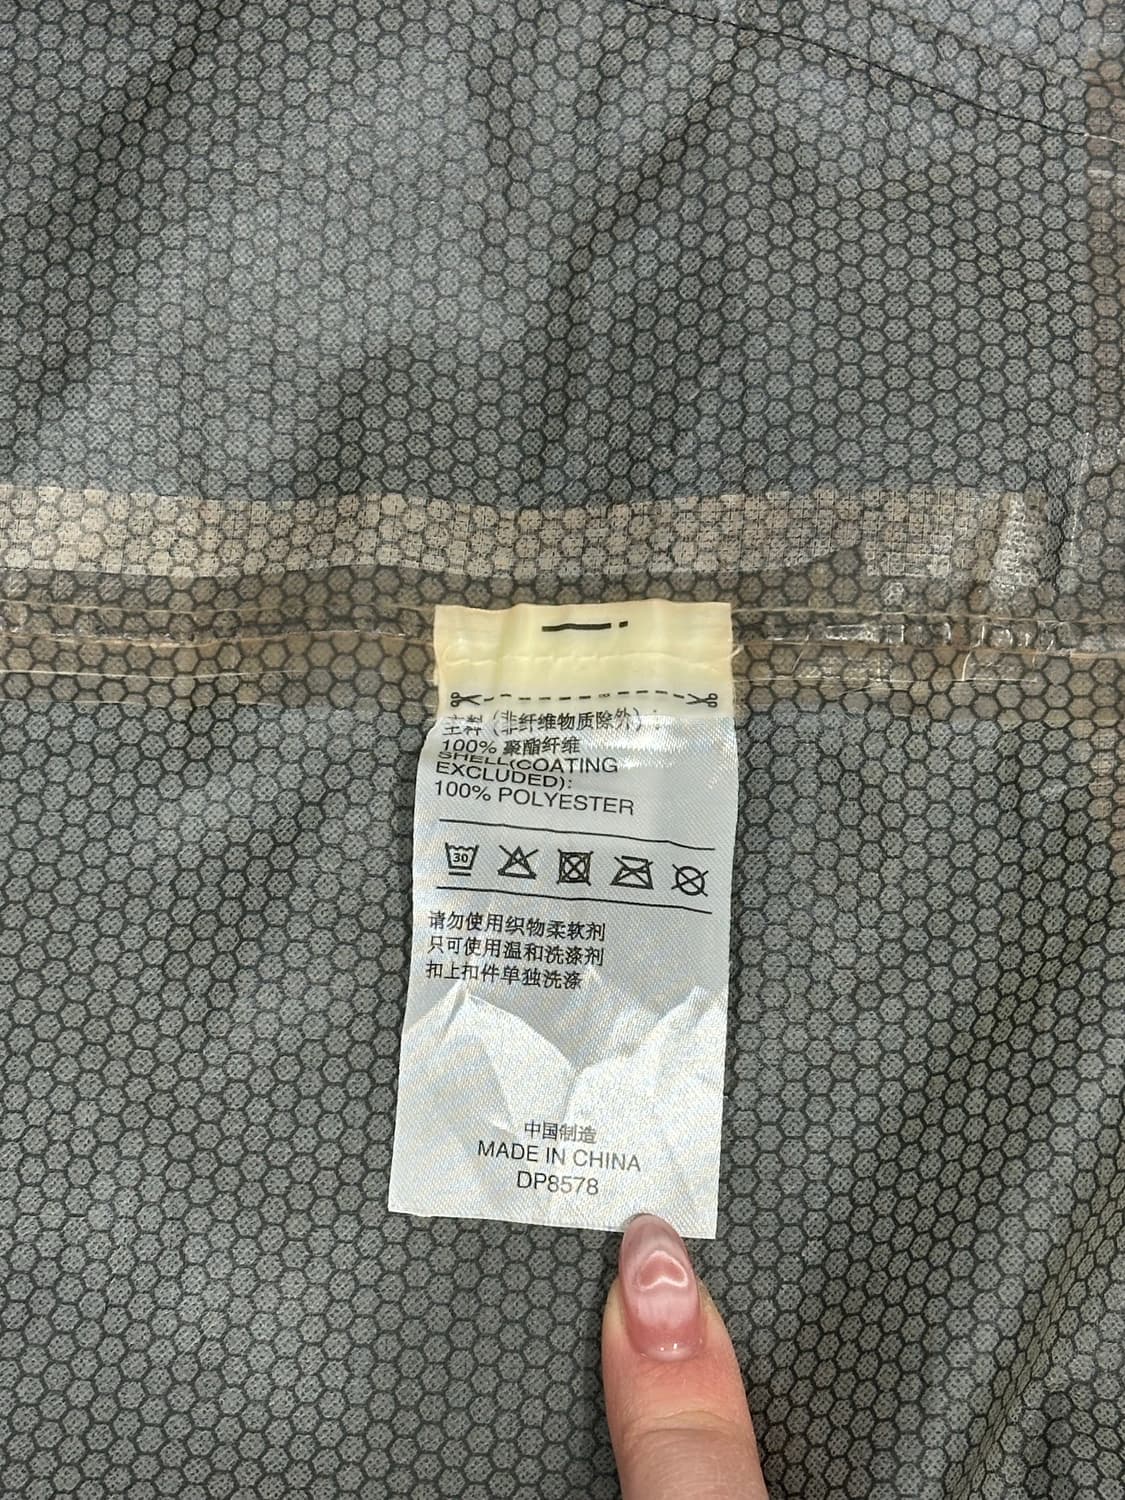 主料（非纤维物质除外）:
100% 聚酯纤维
SHELL(COATING
EXCLUDED):
100% POLYESTER
30
请勿使用织物柔软剂
只可使用温和洗涤剂
扣上扣件单独洗涤
中国制造
MADE IN CHINA
DP8578